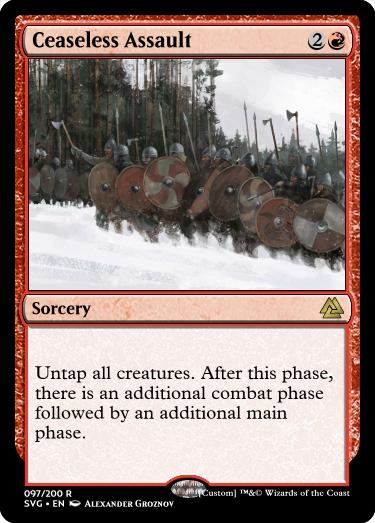 Ceaseless Assault 2
Sorcery
Untap all creatures. After this phase,
there is an additional combat phase
followed by an additional main
phase.
097/200 R
SVG • EN Alexander Groznov
[Custom] ™&© Wizards of the Coast